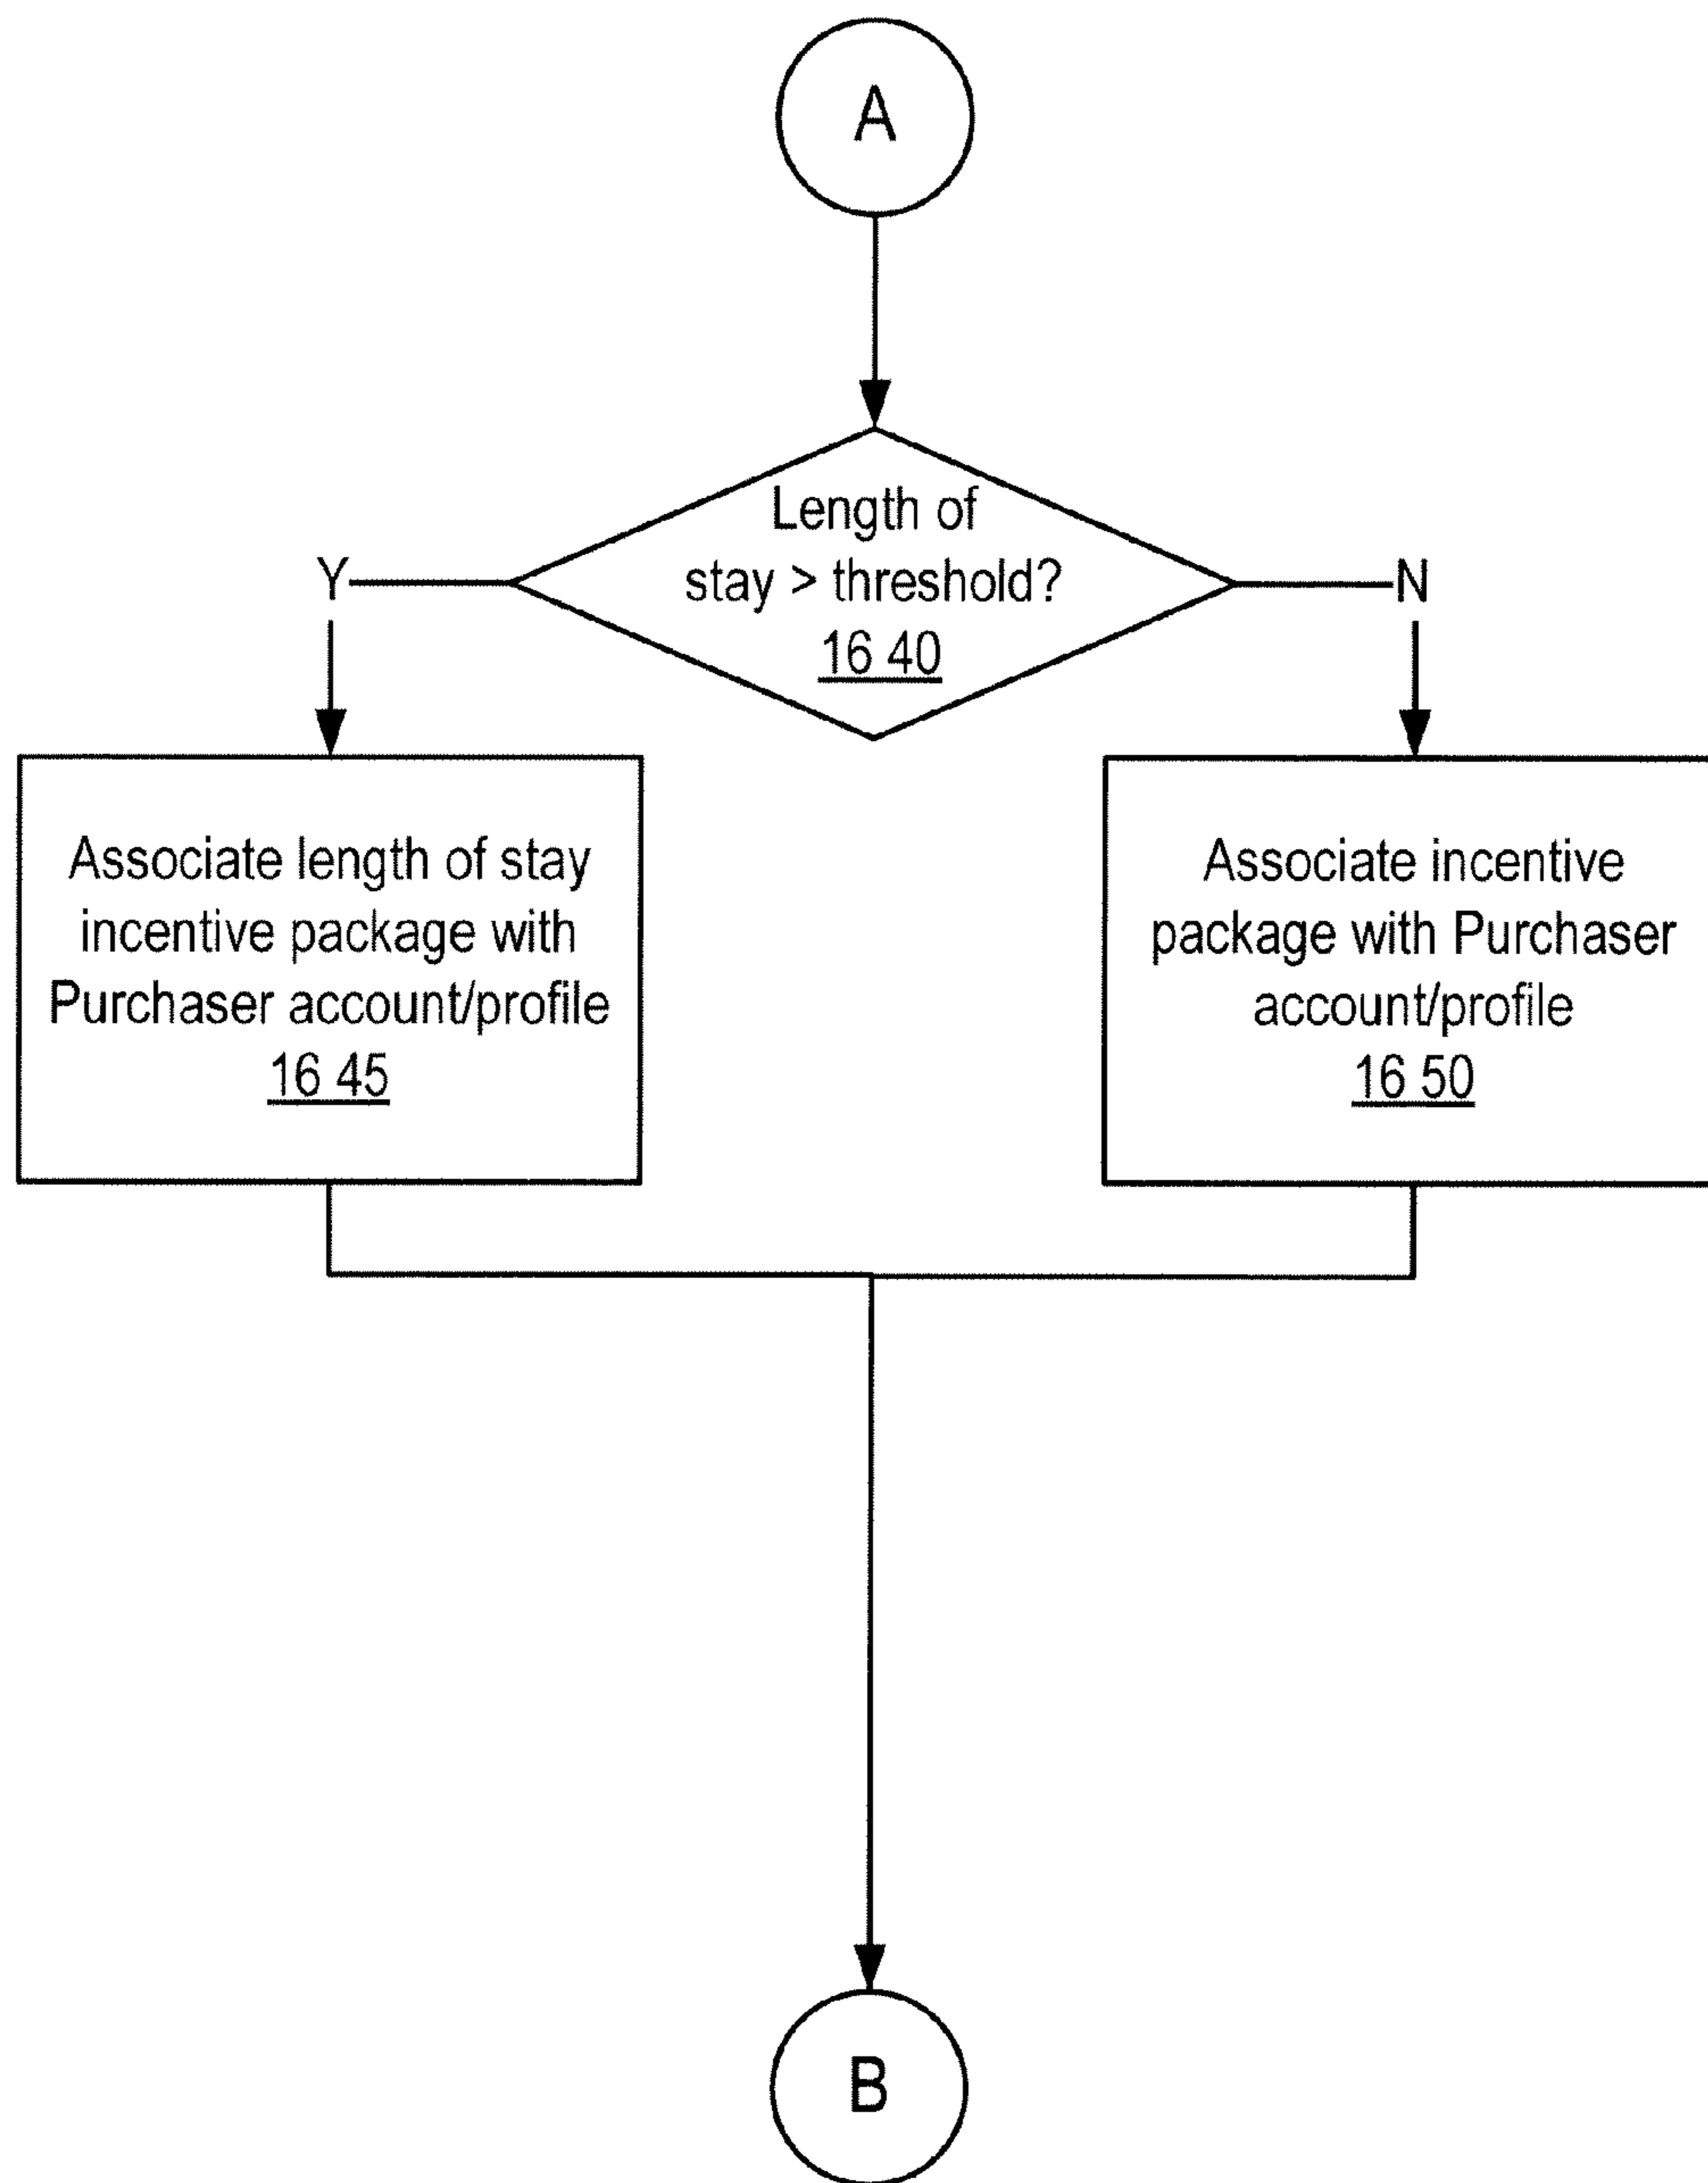 A
Length of
stay > threshold?
16 40
Y
N
Associate length of stay
incentive package with
Purchaser account/profile
16 45
Associate incentive
package with Purchaser
account/profile
16 50
B